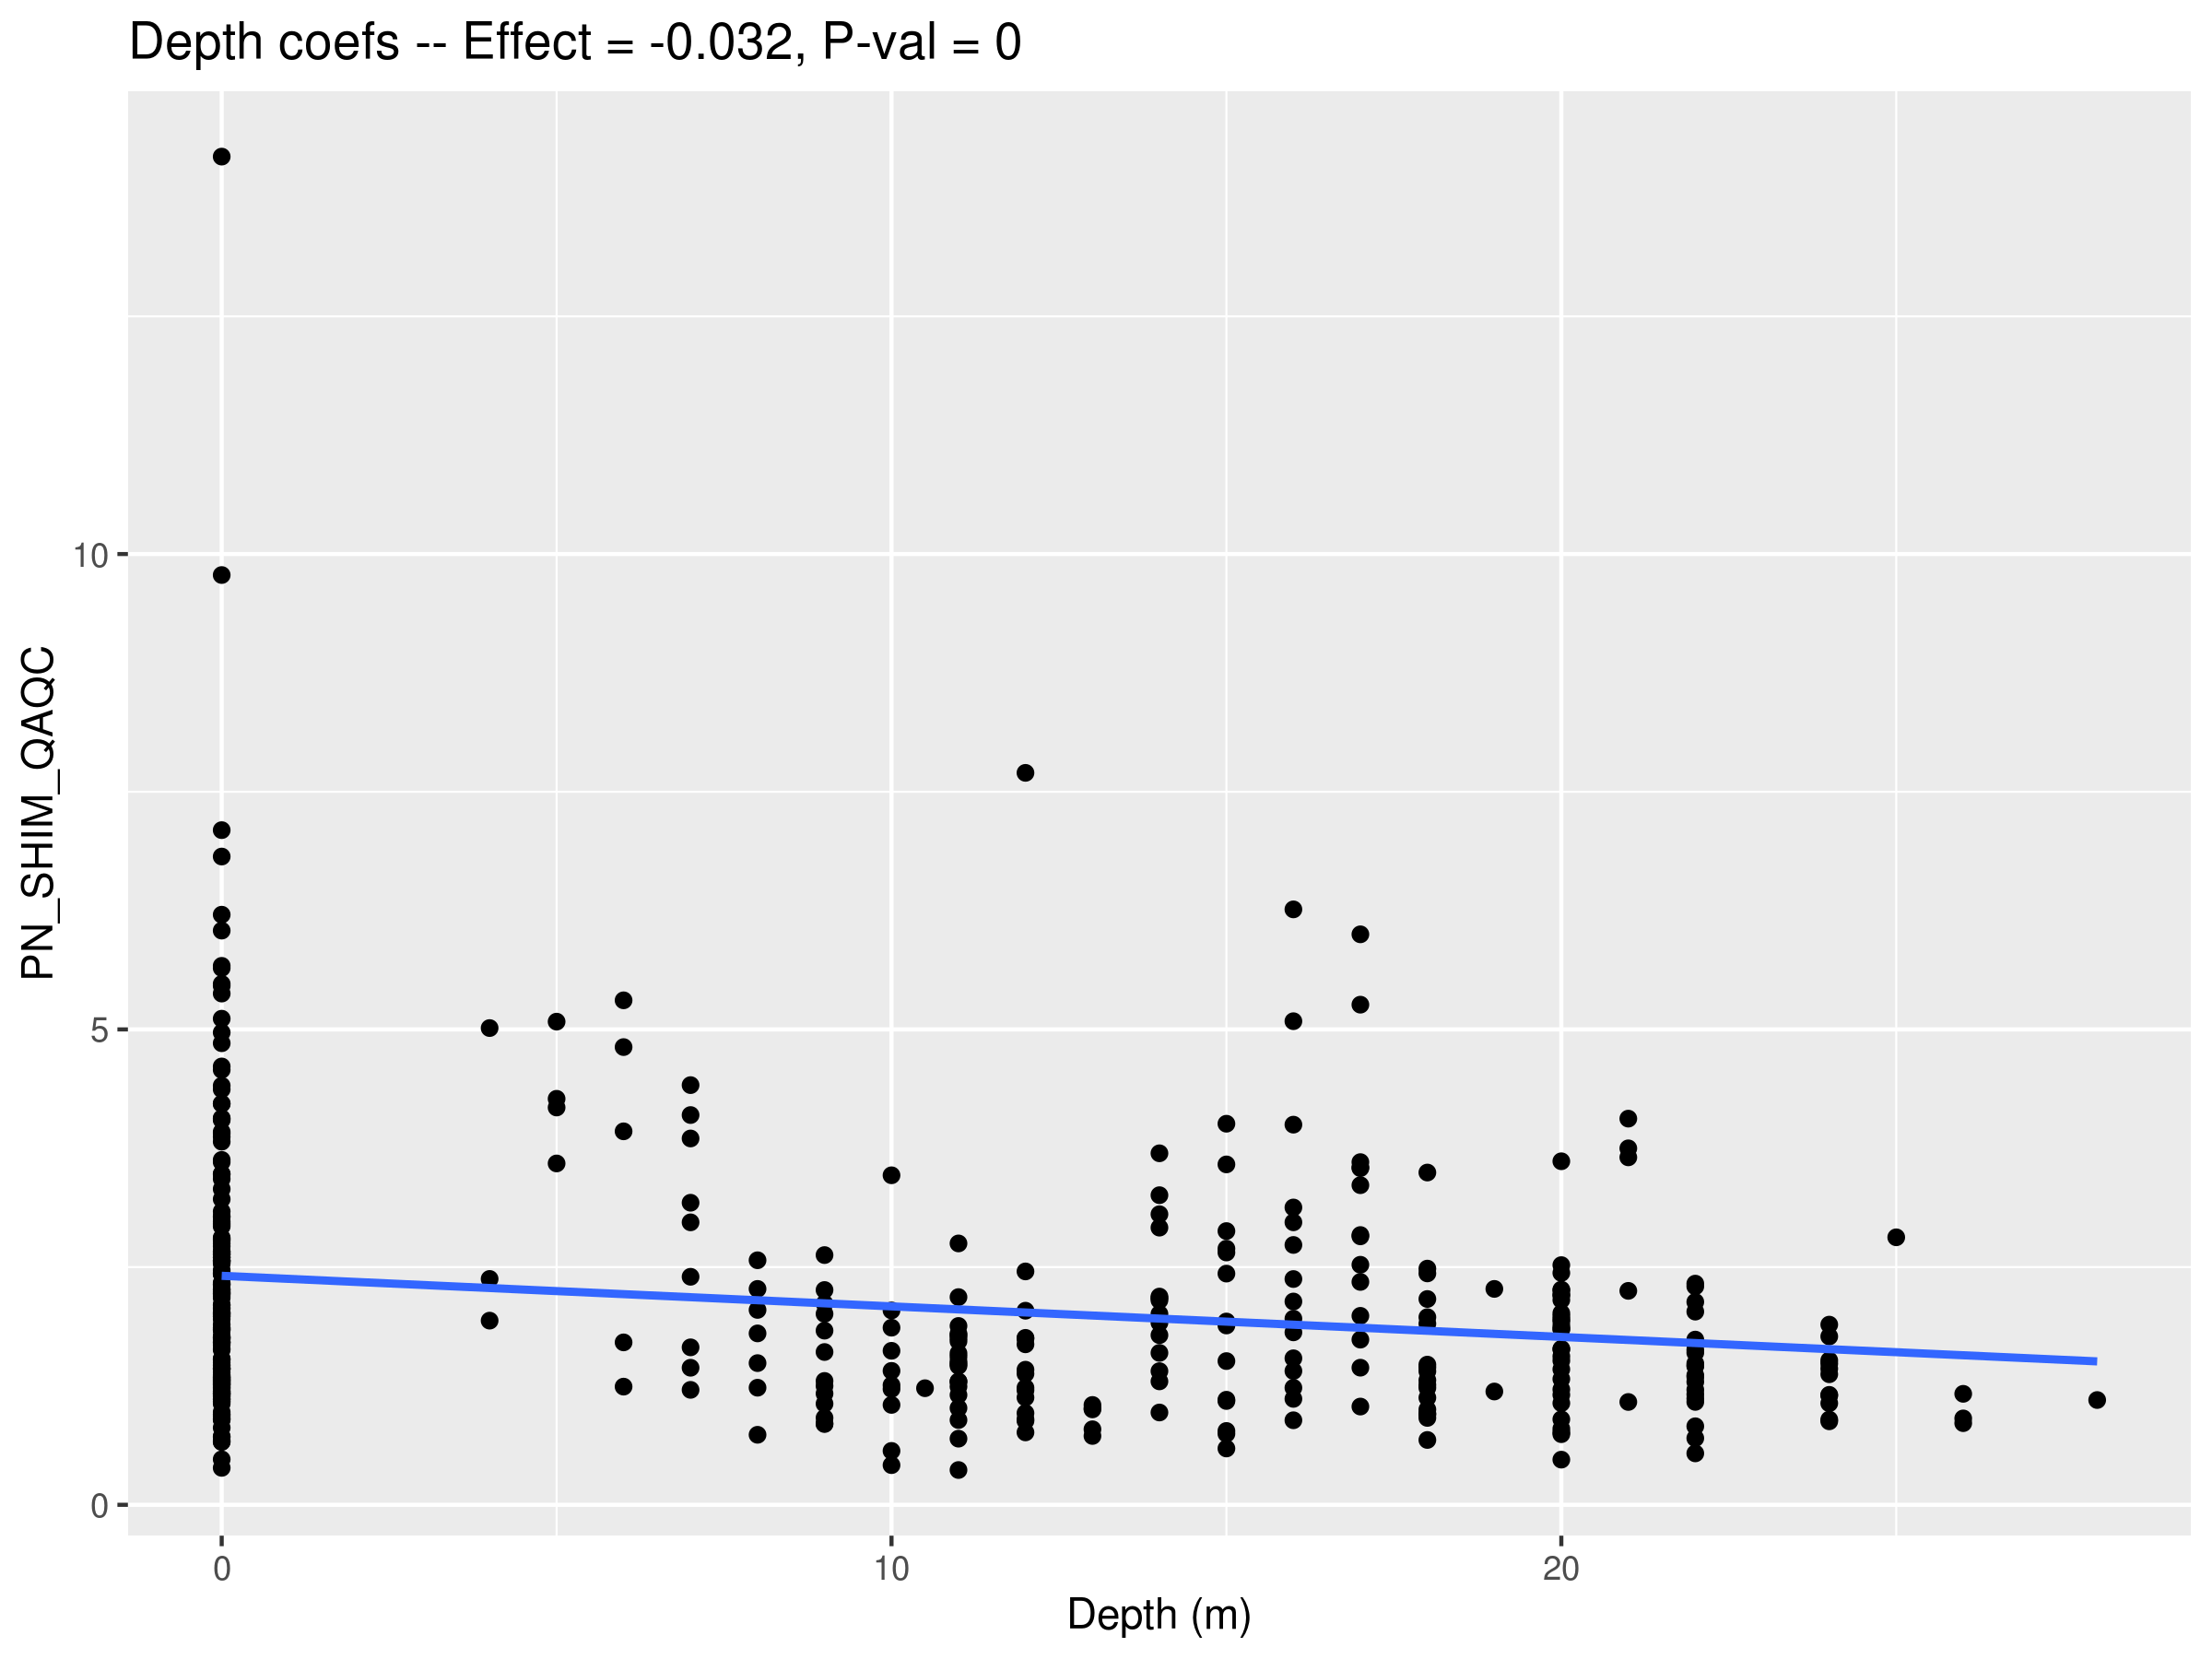 Depth coefs -- Effect = -0.032, P-val = 0
PN_SHIM_QAQC
10
5
0
0
10
20
Depth (m)